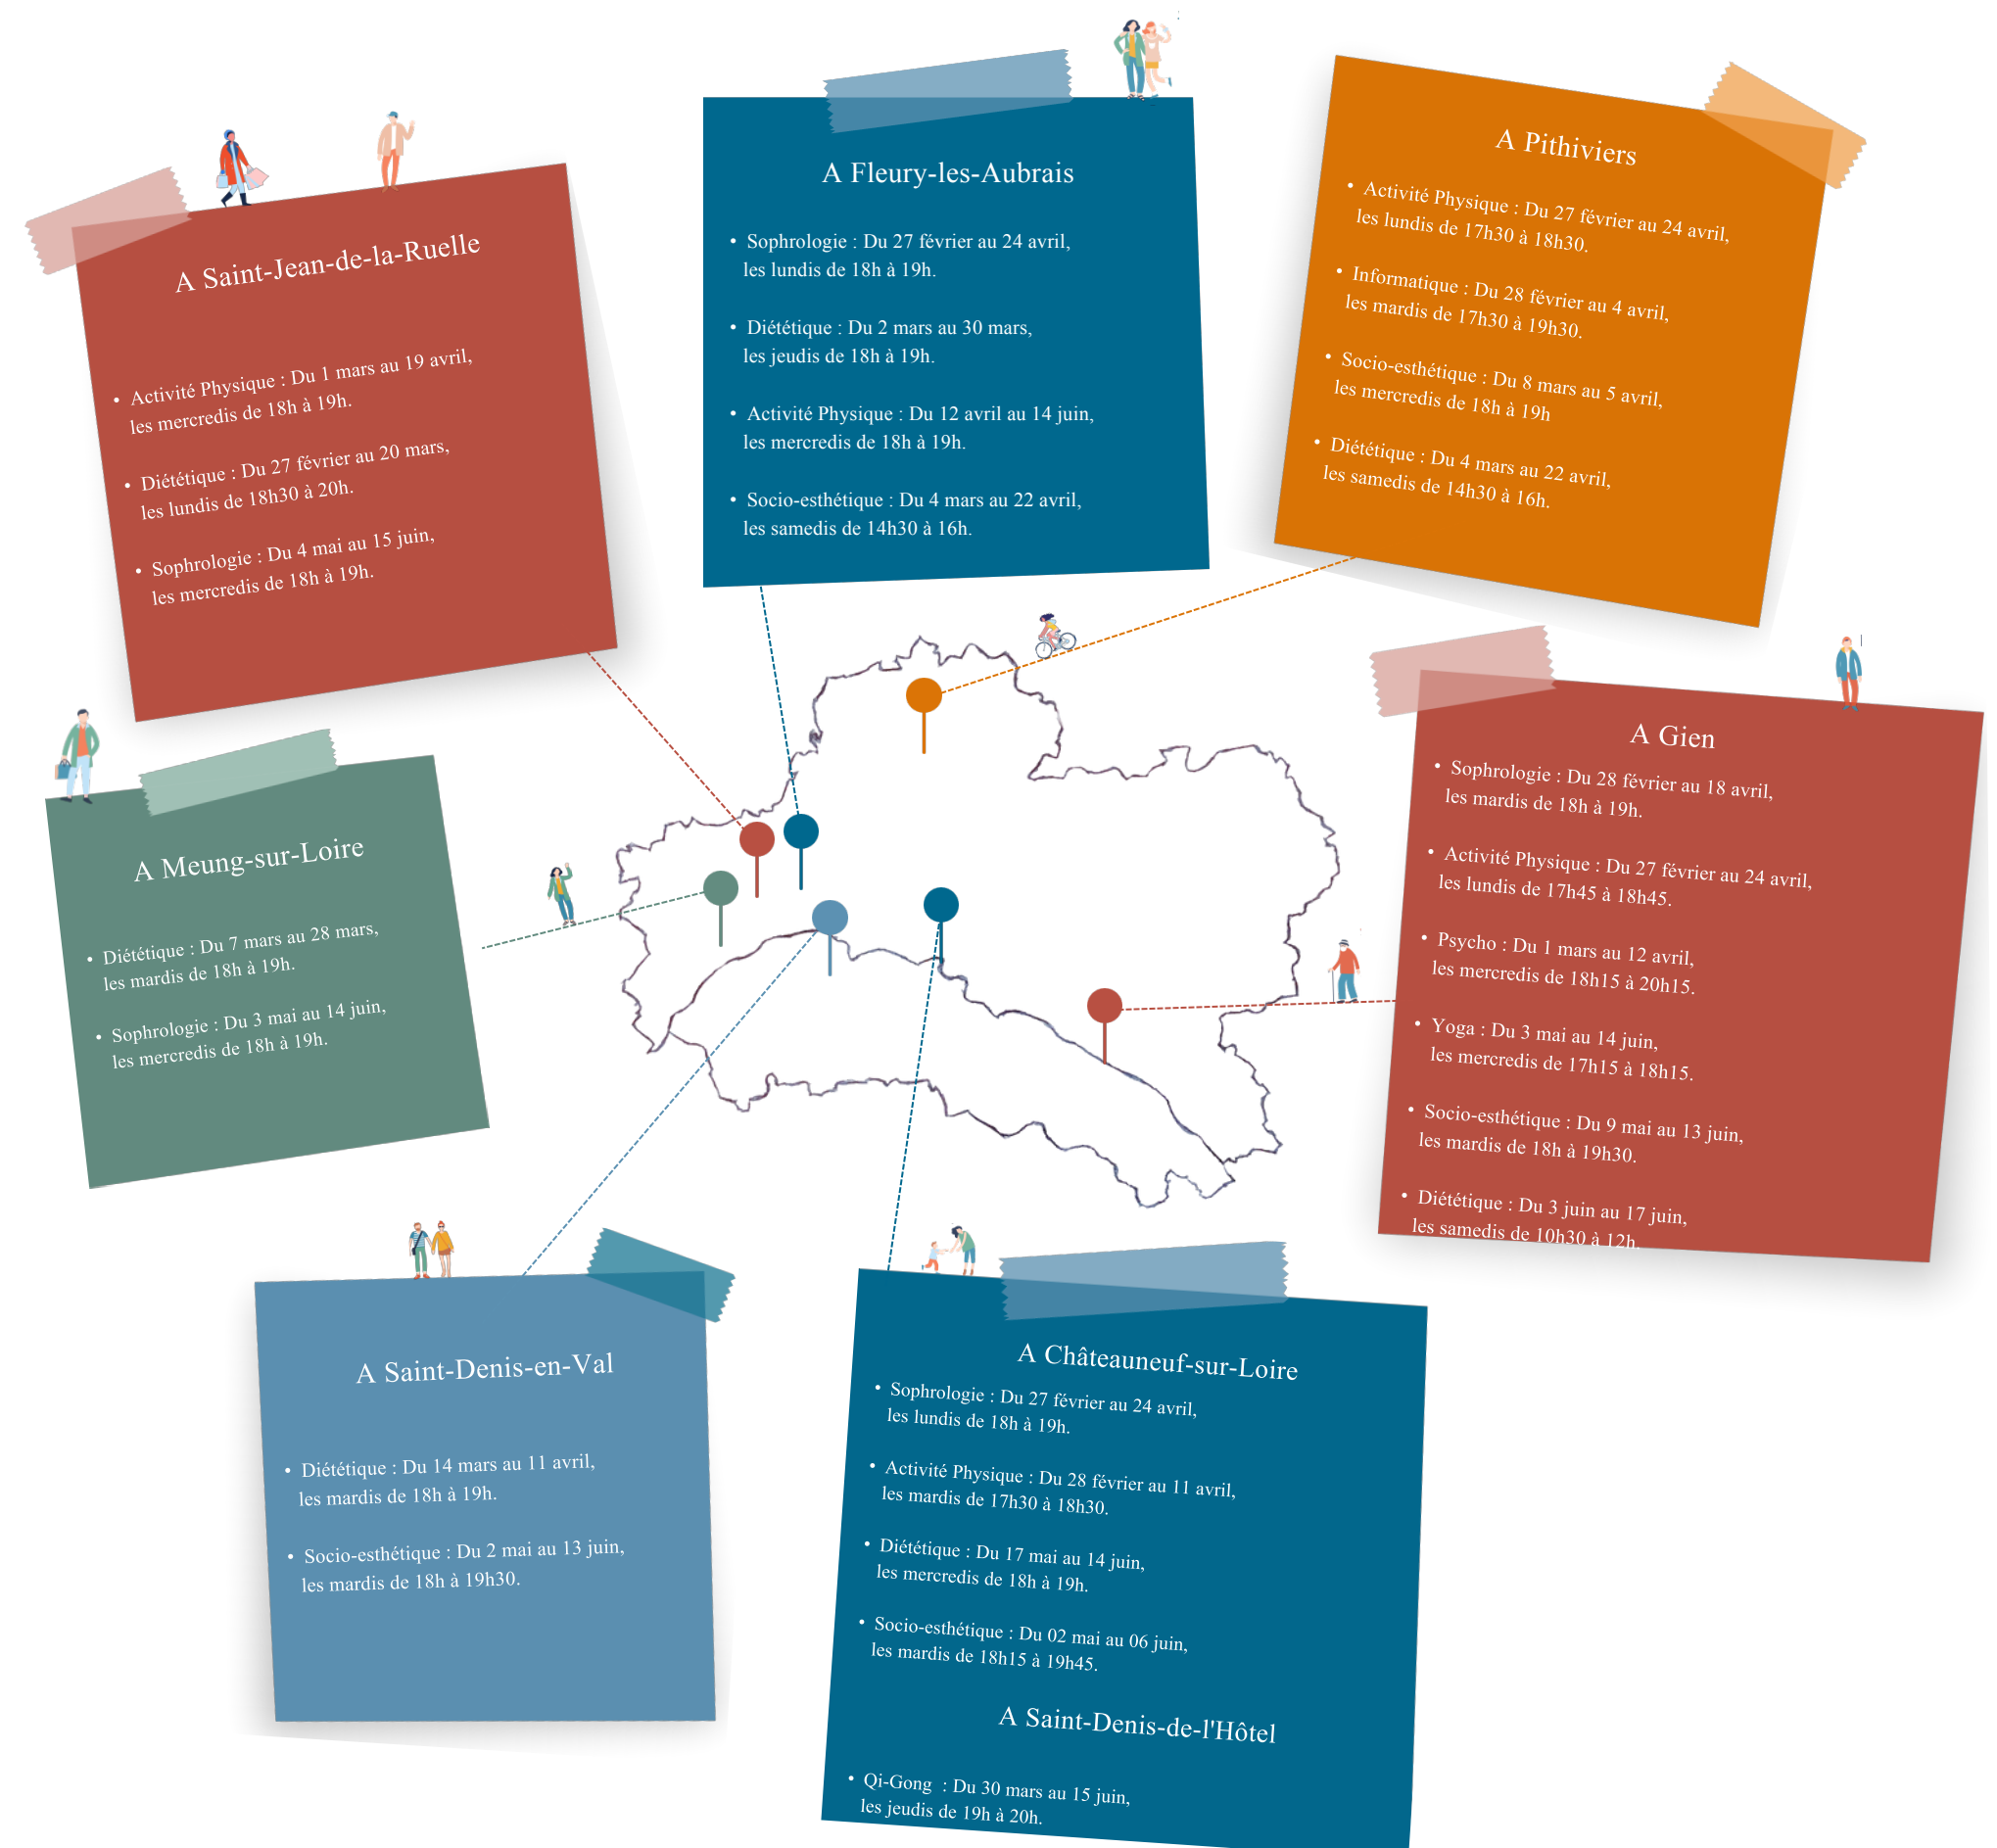 A Saint-Jean-de-la-Ruelle
• Activité Physique : Du 1 mars au 19 avril,
les mercredis de 18h à 19h.
• Diététique : Du 27 février au 20 mars,
les lundis de 18h30 à 20h.
• Sophrologie : Du 4 mai au 15 juin,
les mercredis de 18h à 19h.
A Fleury-les-Aubrais
• Sophrologie : Du 27 février au 24 avril,
les lundis de 18h à 19h.
• Diététique : Du 2 mars au 30 mars,
les jeudis de 18h à 19h.
• Activité Physique : Du 12 avril au 14 juin,
les mercredis de 18h à 19h.
• Socio-esthétique : Du 4 mars au 22 avril,
les samedis de 14h30 à 16h.
A Pithiviers
• Activité Physique : Du 27 février au 24 avril,
les lundis de 17h30 à 18h30.
• Informatique : Du 28 février au 4 avril,
les mardis de 17h30 à 19h30.
• Socio-esthétique : Du 8 mars au 5 avril,
les mercredis de 18h à 19h
• Diététique : Du 4 mars au 22 avril,
les samedis de 14h30 à 16h.
A Meung-sur-Loire
• Diététique : Du 7 mars au 28 mars,
les mardis de 18h à 19h.
• Sophrologie : Du 3 mai au 14 juin,
les mercredis de 18h à 19h.
A Gien
• Sophrologie : Du 28 février au 18 avril,
les mardis de 18h à 19h.
• Activité Physique : Du 27 février au 24 avril,
les lundis de 17h45 à 18h45.
• Psycho : Du 1 mars au 12 avril,
les mercredis de 18h15 à 20h15.
• Yoga : Du 3 mai au 14 juin,
les mercredis de 17h15 à 18h15.
• Socio-esthétique : Du 9 mai au 13 juin,
les mardis de 18h à 19h30.
• Diététique : Du 3 juin au 17 juin,
les samedis de 10h30 à 12h.
A Saint-Denis-en-Val
• Diététique : Du 14 mars au 11 avril,
les mardis de 18h à 19h.
• Socio-esthétique : Du 2 mai au 13 juin,
les mardis de 18h à 19h30.
A Châteauneuf-sur-Loire
• Sophrologie : Du 27 février au 24 avril,
les lundis de 18h à 19h.
• Activité Physique : Du 28 février au 11 avril,
les mardis de 17h30 à 18h30.
• Diététique : Du 17 mai au 14 juin,
les mercredis de 18h à 19h.
• Socio-esthétique : Du 02 mai au 06 juin,
les mardis de 18h15 à 19h45.
A Saint-Denis-de-l'Hôtel
• Qi-Gong : Du 30 mars au 15 juin,
les jeudis de 19h à 20h.